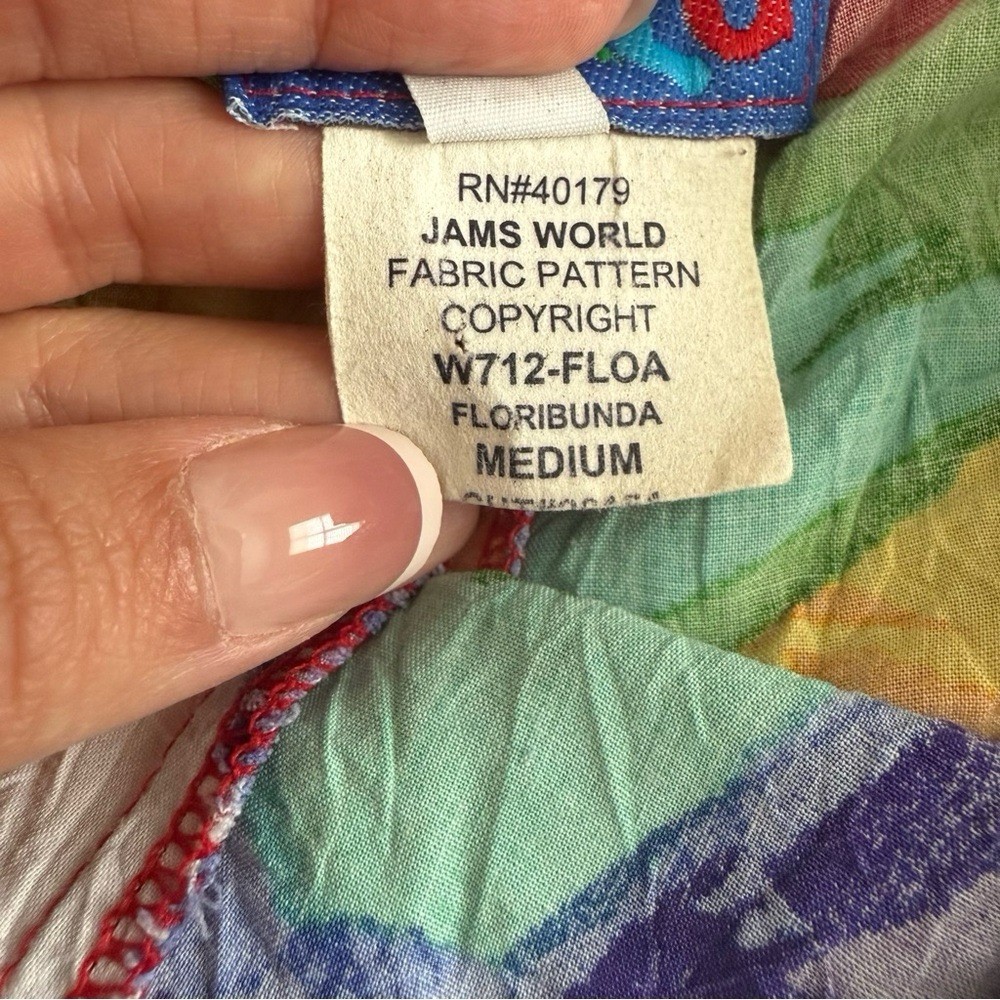 RN#40179
JAMS WORLD
FABRIC PATTERN
COPYRIGHT
W712-FLOA
FLORIBUNDA
MEDIUM